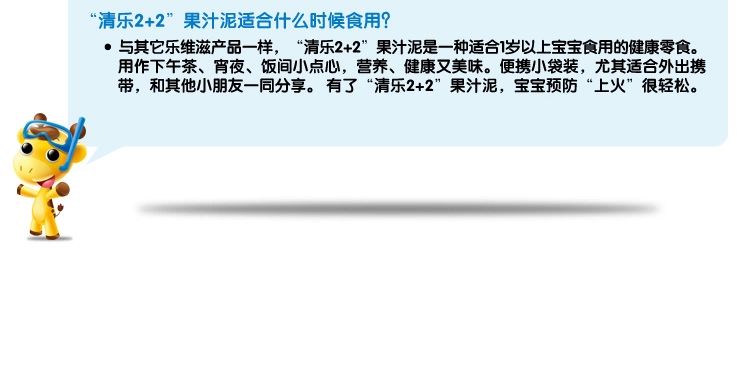 “清乐2+2”果汁泥适合什么时候食用?
• 与其它乐维滋产品一样，“清乐2+2”果汁泥是一种适合1岁以上宝宝食用的健康零食。
用作下午茶、宵夜、饭间小点心，营养、健康又美味。便携小袋装，尤其适合外出携
带，和其他小朋友一同分享。 有了“清乐2+2”果汁泥，宝宝预防“上火”很轻松。